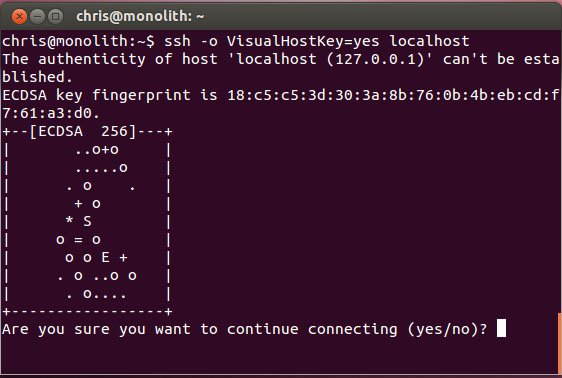 chris@monolith: ~
chris@monolith:~$ ssh -o VisualHostKey=yes localhost
The authenticity of host 'localhost (127.0.0.1)' can't be esta
blished.
ECDSA key fingerprint is 18:c5:c5:3d:30:3a:8b:76:0b:4b:eb:cd:f
7:61:a3:d0.
+--[ECDSA  256]---+
|       ..o+o     |
|       .....o    |
|      . o    .   |
|       + o       |
|      * S        |
|     o = o       |
|      o o E +    |
|     . o ..o o   |
|      . o....    |
+-----------------+
Are you sure you want to continue connecting (yes/no)?